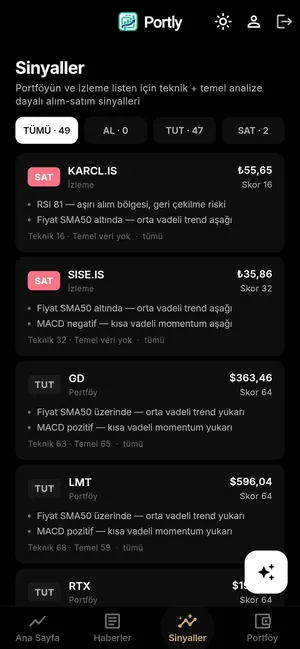 Portly
Sinyaller
Portföyün ve izleme listen için teknik + temel analize
dayalı alım-satım sinyalleri
TÜMÜ · 49
AL · 0
TUT · 47
SAT · 2
SAT
KARCL.IS
₺55,65
İzleme
Skor 16
• RSI 81 — aşırı alım bölgesi, geri çekilme riski
• Fiyat SMA50 altında — orta vadeli trend aşağı
Teknik 16 · Temel veri yok · tümü
SAT
SISE.IS
₺35,86
İzleme
Skor 32
• Fiyat SMA50 altında — orta vadeli trend aşağı
• MACD negatif — kısa vadeli momentum aşağı
Teknik 32 · Temel veri yok · tümü
TUT
GD
$363,46
Portföy
Skor 64
• Fiyat SMA50 üzerinde — orta vadeli trend yukarı
• MACD pozitif — kısa vadeli momentum yukarı
Teknik 63 · Temel 65 · tümü
TUT
LMT
$596,04
Portföy
Skor 64
• Fiyat SMA50 üzerinde — orta vadeli trend yukarı
• MACD pozitif — kısa vadeli momentum yukarı
Teknik 68 · Temel 59 · tümü
TUT
RTX
Portföy
64
Ana Sayfa
Haberler
Sinyaller
Portföy